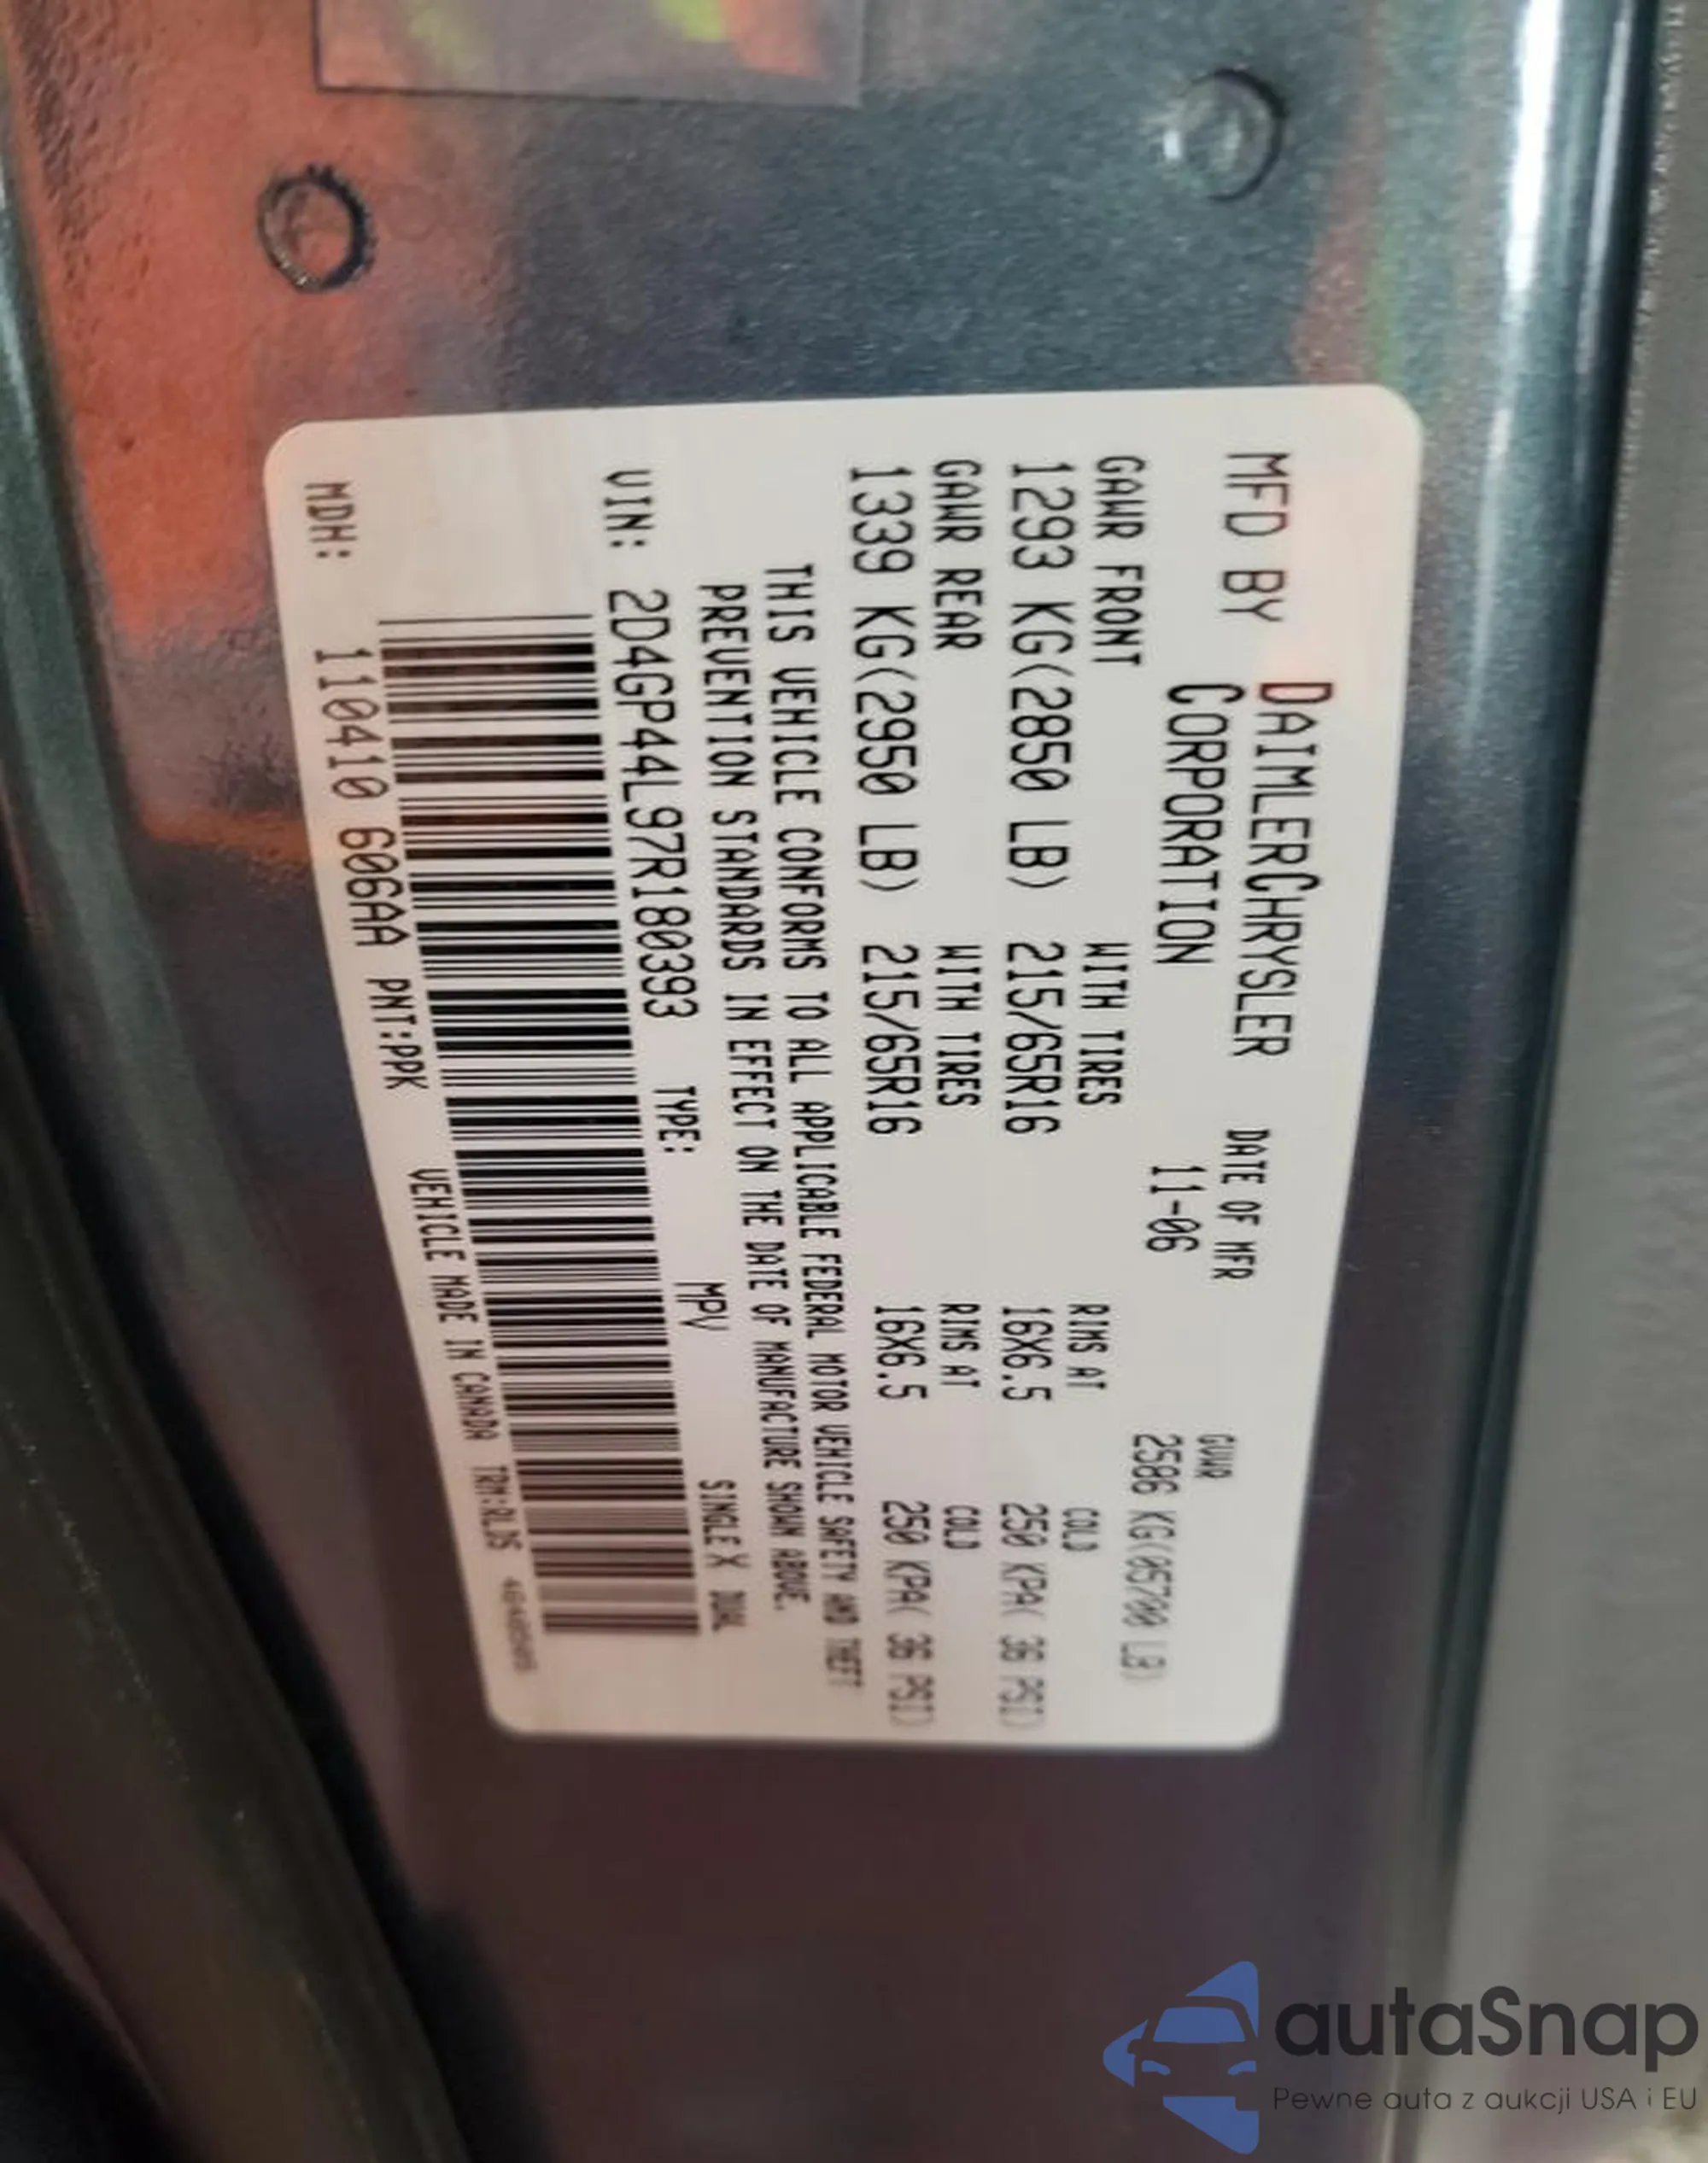 MFD BY DAIMLERCHRYSLER CORPORATION
DATE OF MFR 11-06
GVWR 2586 KG(05700 LB)
GAWR FRONT WITH TIRES RIMS AT COLD
1293 KG(2850 LB) 215/65R16 16X6.5 250 KPA( 36 PSI)
GAWR REAR WITH TIRES RIMS AT COLD
1339 KG(2950 LB) 215/65R16 16X6.5 250 KPA( 36 PSI)
THIS VEHICLE CONFORMS TO ALL APPLICABLE FEDERAL MOTOR VEHICLE SAFETY AND THEFT
PREVENTION STANDARDS IN EFFECT ON THE DATE OF MANUFACTURE SHOWN ABOVE.
VIN: 2D4GP44L97R180393 TYPE: MPV SINGLE X DUAL
MDH: 110410 606AA PNT:PPK VEHICLE MADE IN CANADA TRM:QLD5
autaSnap
Pewne auta z aukcji USA i EU